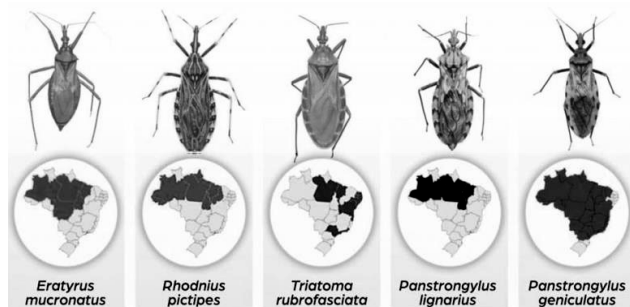 Eratyrus
mucronatus
Rhodnius
pictipes
Triatoma
rubrofasciata
Panstrongylus
lignarius
Panstrongylus
geniculatus